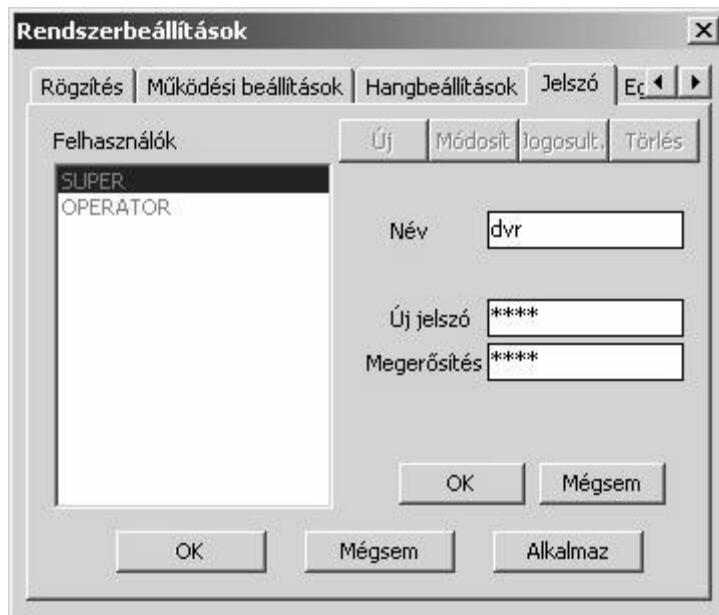 Rendszerbeállítások
Rögzítés Működési beállítások Hangbeállítások Jelszó
Felhasználók
Új Módosít Jogosult. Törlés
SUPER
OPERATOR
Név dvr
Új jelszó ****
Megerősítés ****
OK Mégsem
OK Mégsem Alkalmaz